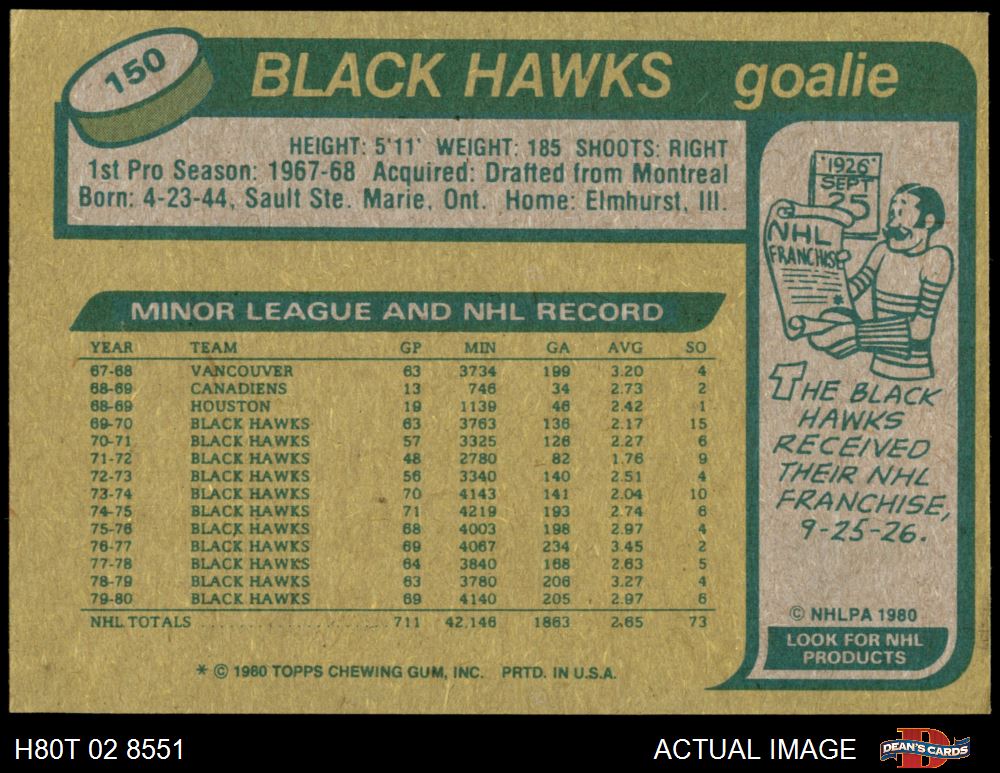 150
BLACK HAWKS goalie
HEIGHT: 5'11' WEIGHT: 185 SHOOTS: RIGHT
1st Pro Season: 1967-68 Acquired: Drafted from Montreal
Born: 4-23-44, Sault Ste. Marie, Ont. Home: Elmhurst, Ill.
MINOR LEAGUE AND NHL RECORD
YEAR TEAM GP MIN GA AVG SO
67-68 VANCOUVER 63 3734 199 3.20 4
68-69 CANADIENS 13 746 34 2.73 2
68-69 HOUSTON 19 1139 46 2.42 1
69-70 BLACK HAWKS 63 3763 136 2.17 15
70-71 BLACK HAWKS 57 3325 126 2.27 6
71-72 BLACK HAWKS 48 2780 82 1.76 9
72-73 BLACK HAWKS 56 3340 140 2.51 4
73-74 BLACK HAWKS 70 4143 141 2.04 10
74-75 BLACK HAWKS 71 4219 193 2.74 6
75-76 BLACK HAWKS 68 4003 198 2.97 4
76-77 BLACK HAWKS 69 4067 234 3.45 2
77-78 BLACK HAWKS 64 3840 168 2.63 5
78-79 BLACK HAWKS 63 3780 206 3.27 4
79-80 BLACK HAWKS 69 4140 205 2.97 6
NHL TOTALS ........................ 711 42,146 1863 2.65 73
* © 1980 TOPPS CHEWING GUM, INC. PRTD. IN U.S.A.
1926
SEPT
25
NHL
FRANCHISE
*
THE BLACK
HAWKS
RECEIVED
THEIR NHL
FRANCHISE,
9-25-26.
© NHLPA 1980
LOOK FOR NHL
PRODUCTS
H80T 02 8551 ACTUAL IMAGE D DEAN'S CARDS